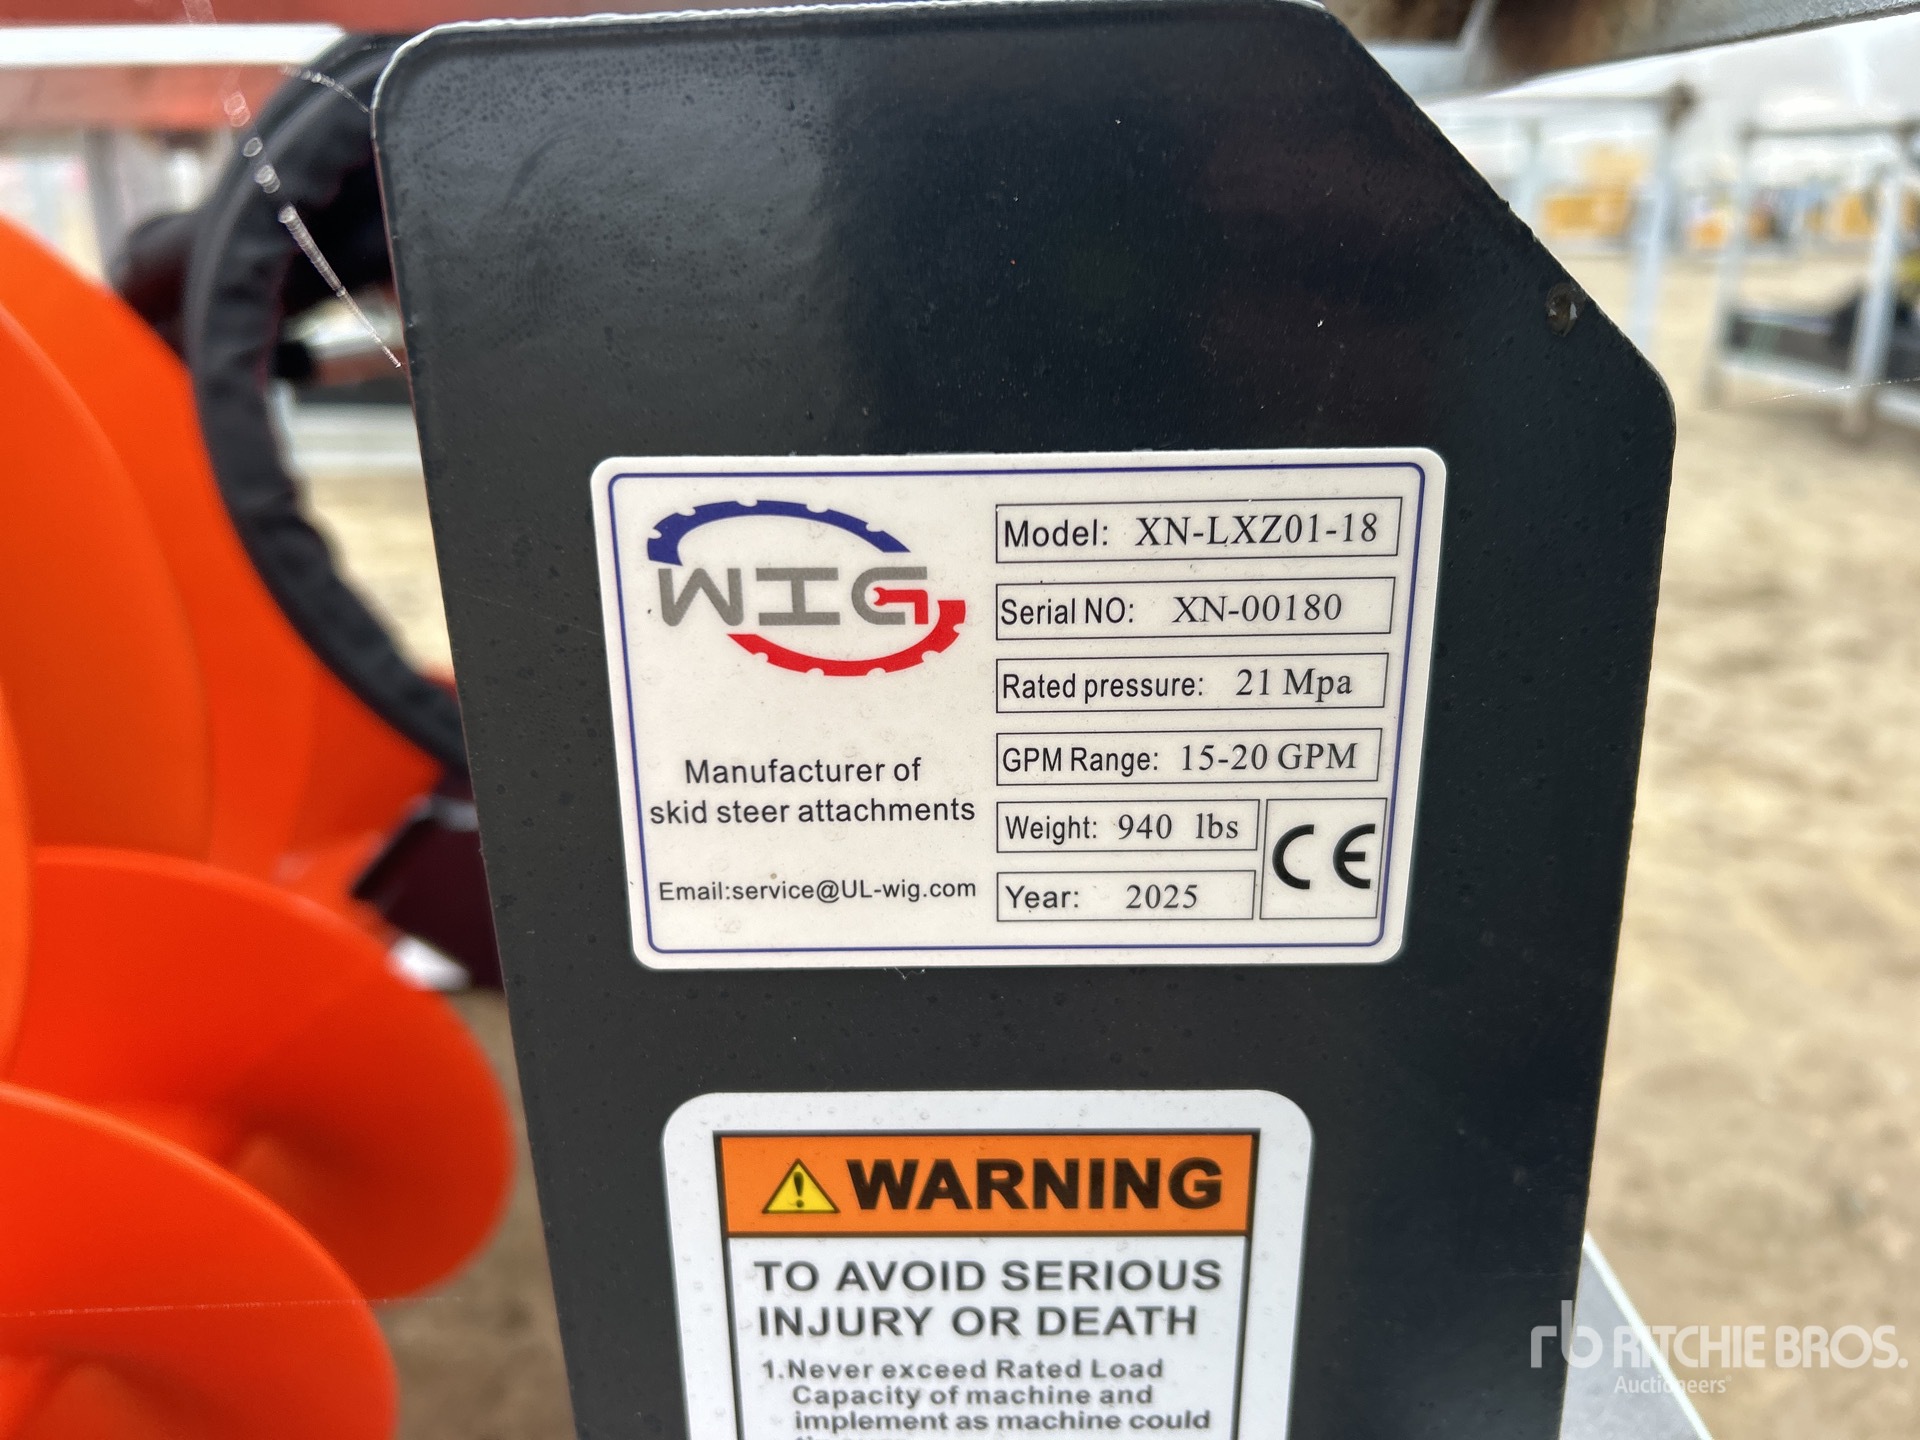 WIG
Manufacturer of
skid steer attachments
Email:service@UL-wig.com
Model: XN-LXZ01-18
Serial NO: XN-00180
Rated pressure: 21 Mpa
GPM Range: 15-20 GPM
Weight: 940 lbs
Year: 2025
CE
WARNING
TO AVOID SERIOUS
INJURY OR DEATH
1.Never exceed Rated Load
Capacity of machine and
implement as machine could
rb RITCHIE BROS.
Auctioneers